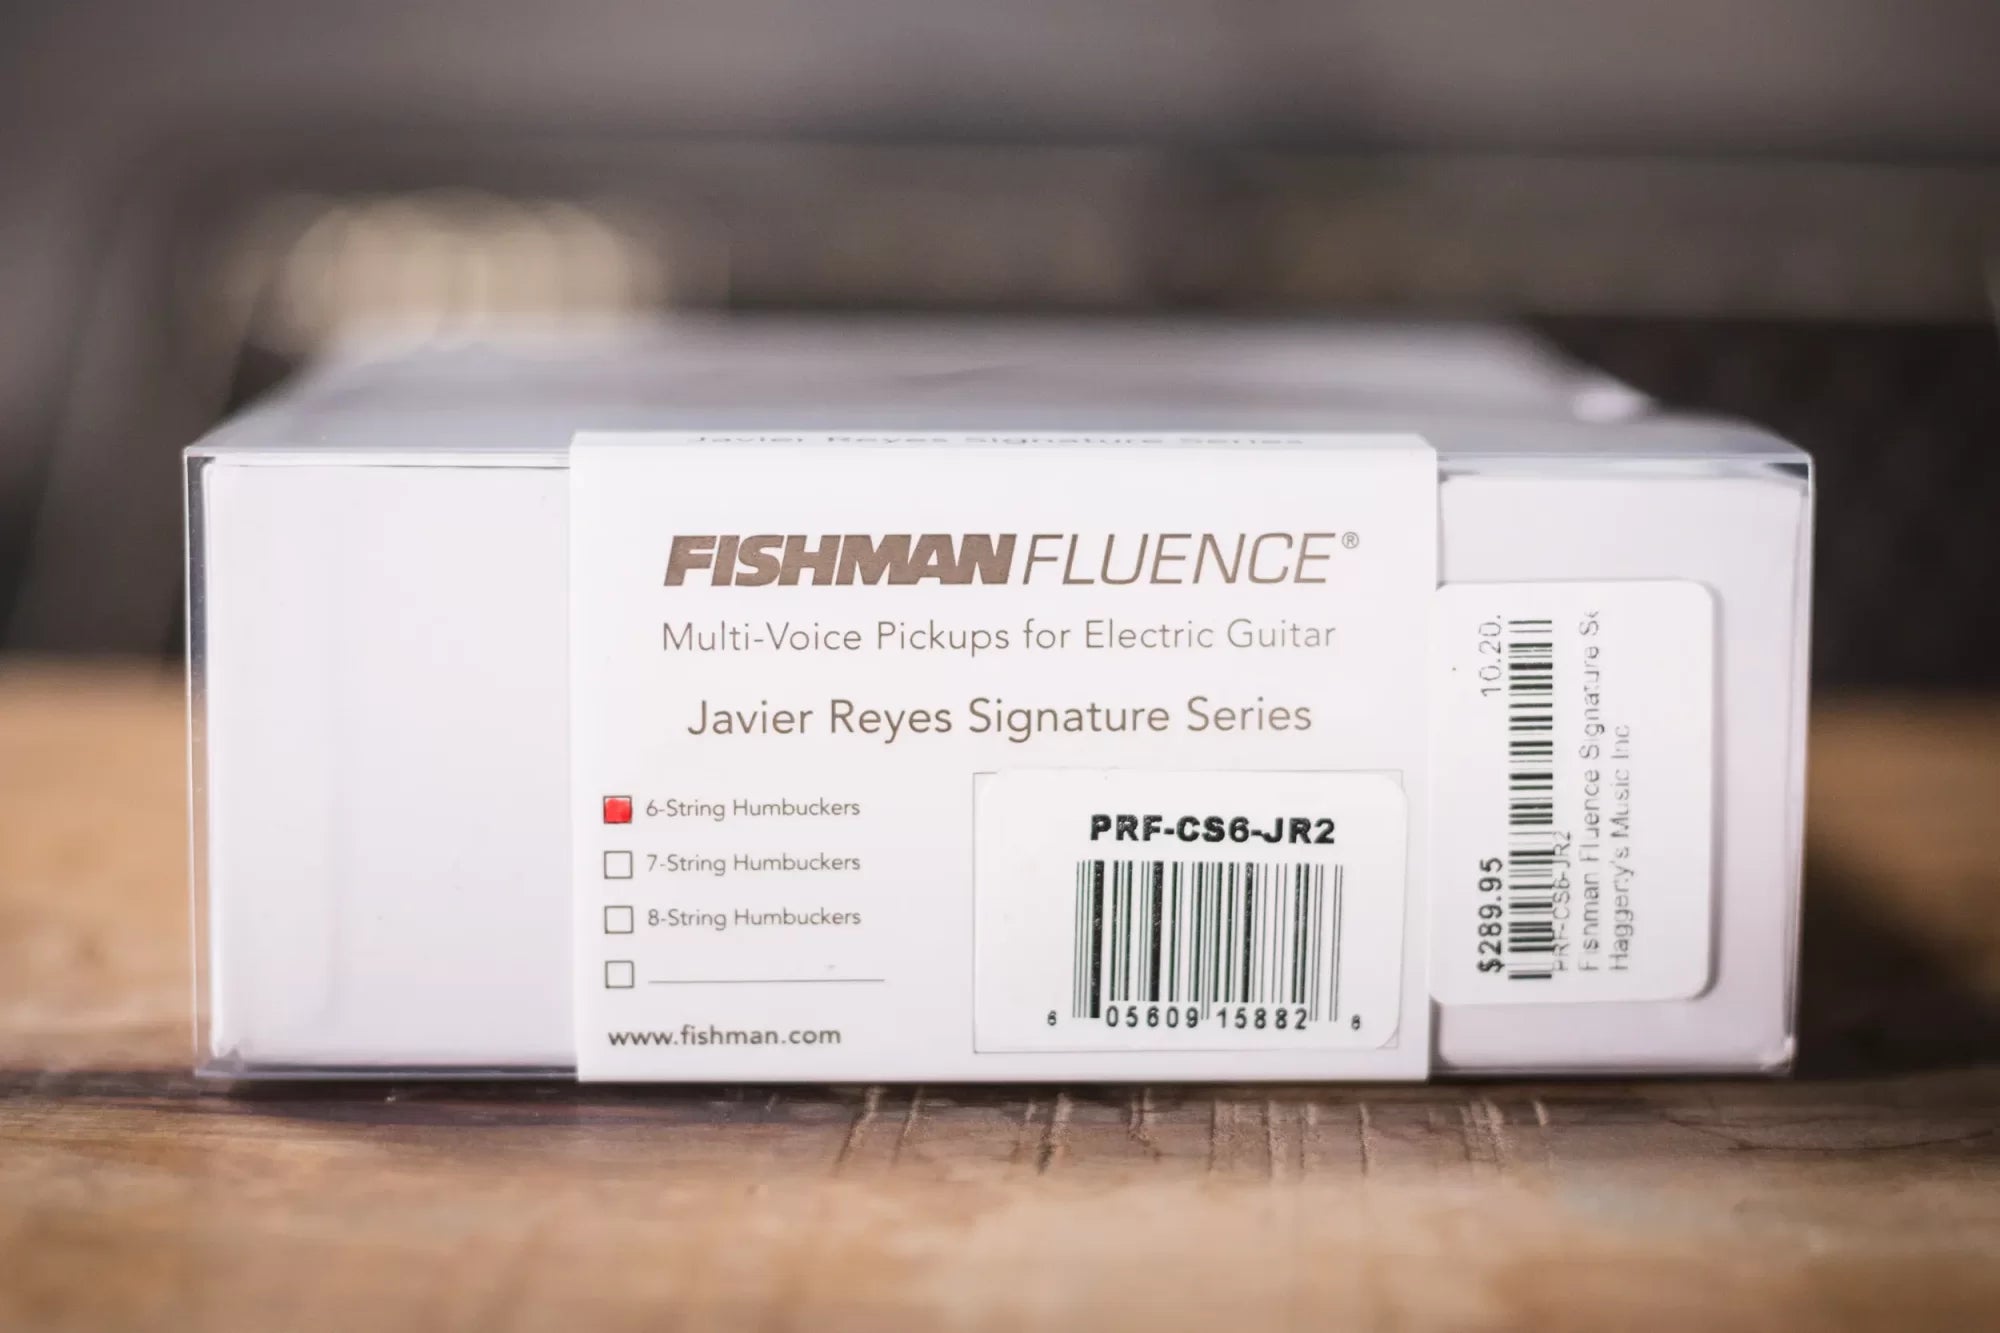 Javier Reyes Signature Series
FISHMAN FLUENCE®
Multi-Voice Pickups for Electric Guitar
Javier Reyes Signature Series
6-String Humbuckers
7-String Humbuckers
8-String Humbuckers
www.fishman.com
PRF-CS6-JR2
6 05609 15882 6
$289.95 10.20.
PRF-CS6-JR2
Fishman Fluence Signature Se
Haggerty's Music Inc